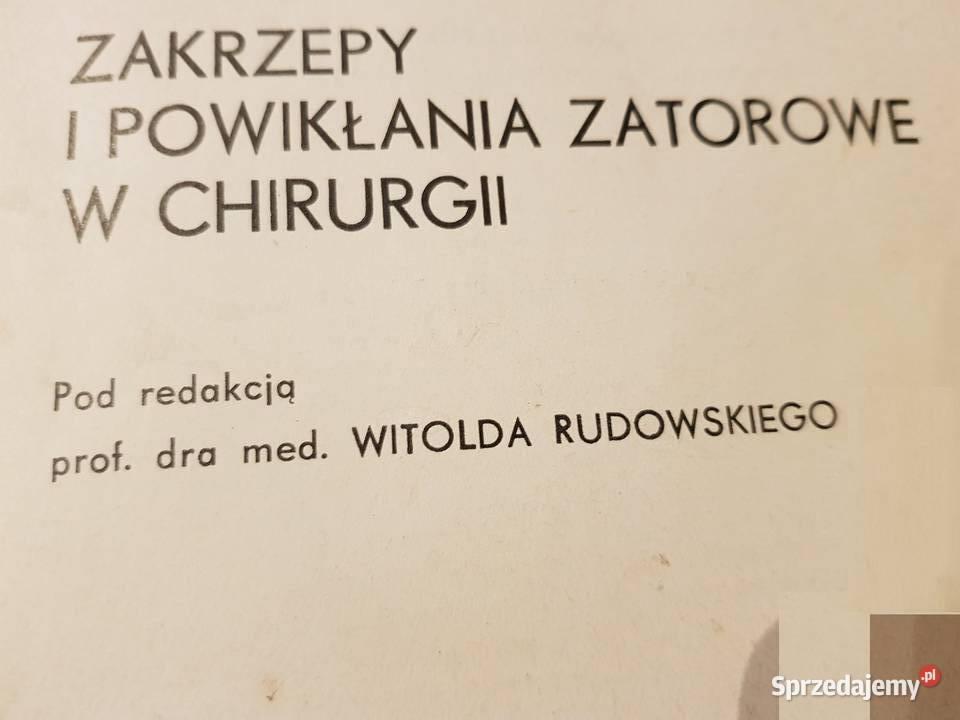 ZAKRZEPY
I POWIKŁANIA ZATOROWE
W CHIRURGII
Pod redakcją
prof. dra med. WITOLDA RUDOWSKIEGO
Sprzedajemy.pl